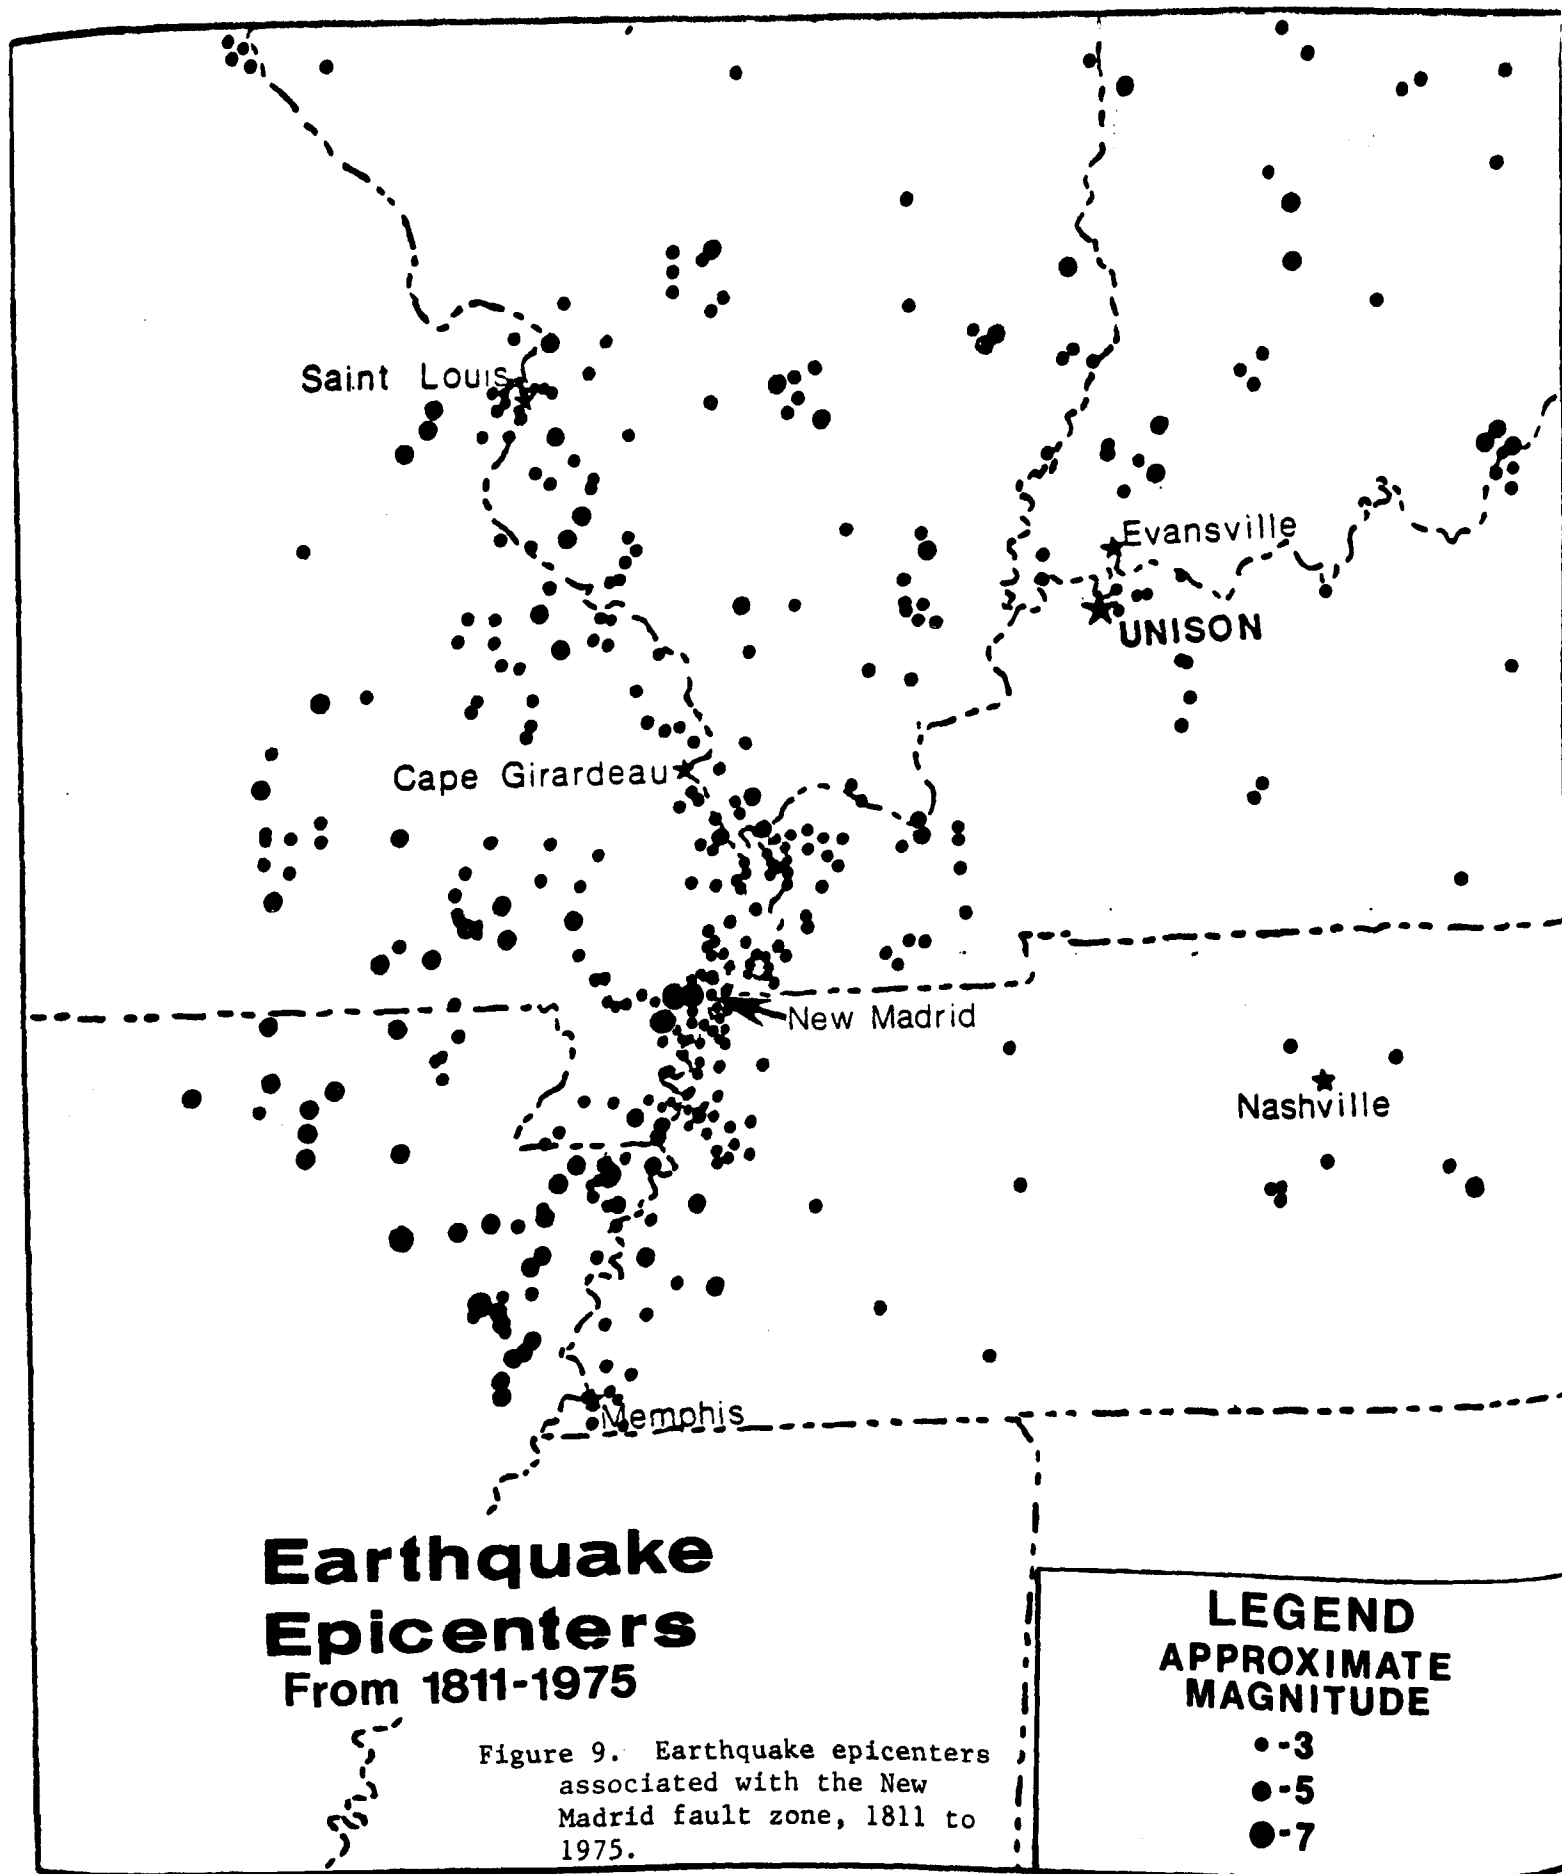 Saint Louis
Evansville
UNISON
Cape Girardeau
New Madrid
Nashville
Memphis
Earthquake
Epicenters
From 1811-1975
Figure 9. Earthquake epicenters
associated with the New
Madrid fault zone, 1811 to
1975.
LEGEND
APPROXIMATE
MAGNITUDE
-3
-5
-7